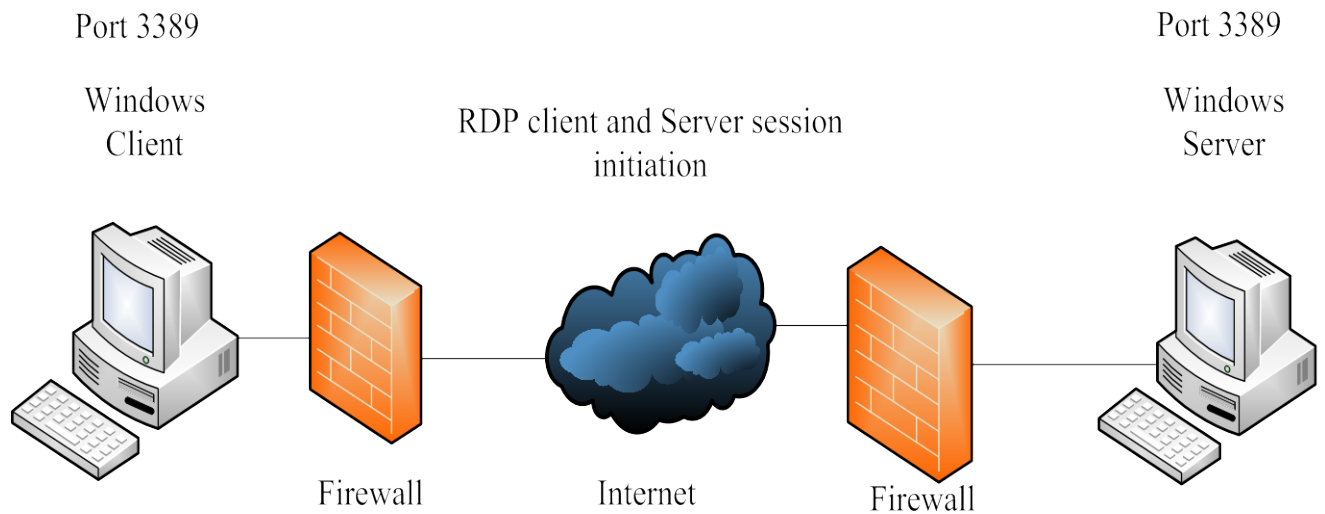 Port 3389
Port 3389
Windows
Client
RDP client and Server session
initiation
Windows
Server
Firewall
Internet
Firewall